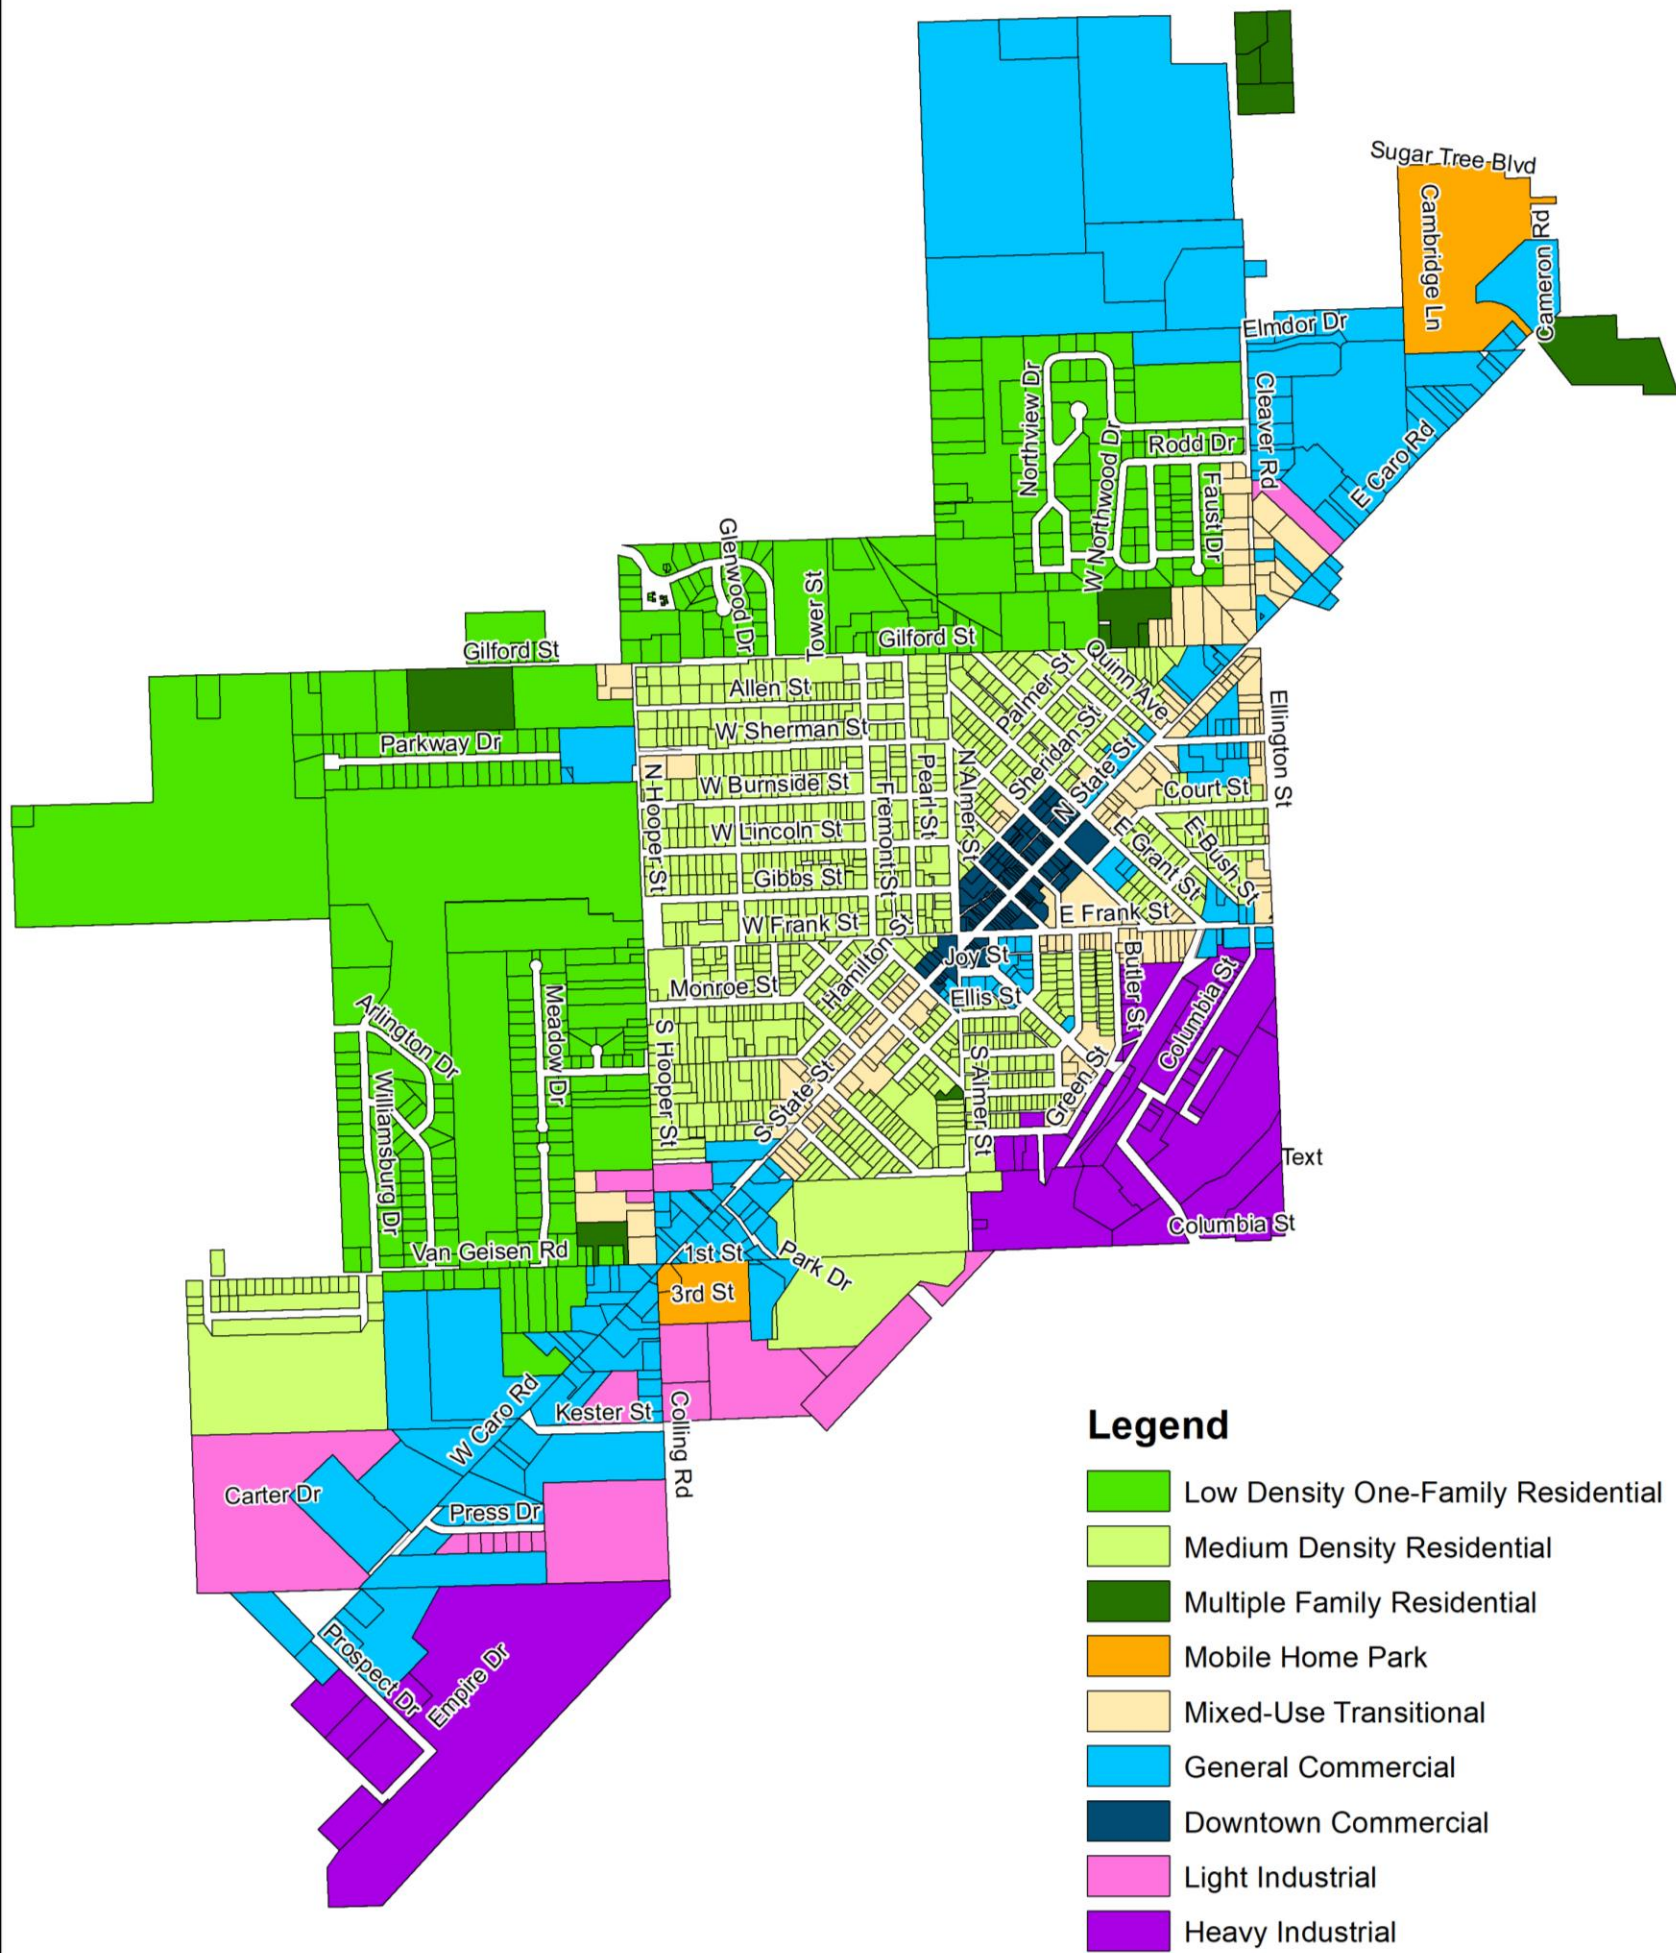 Sugar Tree Blvd
Cambridge Ln
Cameron Rd
Elmdor Dr
Cleaver Rd
Northview Dr
Rodd Dr
E Caro Rd
W Northwood Dr
Faust Dr
Glenwood Dr
Tower St
Gilford St
Gilford St
Quinn Ave
Palmer St
Allen St
Ellington St
Sheridan St
W Sherman St
Parkway Dr
N State St
N Hooper St
W Burnside St
Pearl St
N Almer St
Fremont St
Court St
W Lincoln St
E Grant St
E Bush St
Gibbs St
W Frank St
E Frank St
Hamilton St
Joy St
Butler St
Monroe St
Ellis St
Columbia St
Arlington Dr
Meadow Dr
S Hooper St
Williamsburg Dr
S State St
S Almer St
Green St
Text
Columbia St
Van Geisen Rd
1st St
Park Dr
3rd St
W Caro Rd
Kester St
Colling Rd
Carter Dr
Press Dr
Prospect Dr
Empire Dr
Legend
Low Density One-Family Residential
Medium Density Residential
Multiple Family Residential
Mobile Home Park
Mixed-Use Transitional
General Commercial
Downtown Commercial
Light Industrial
Heavy Industrial